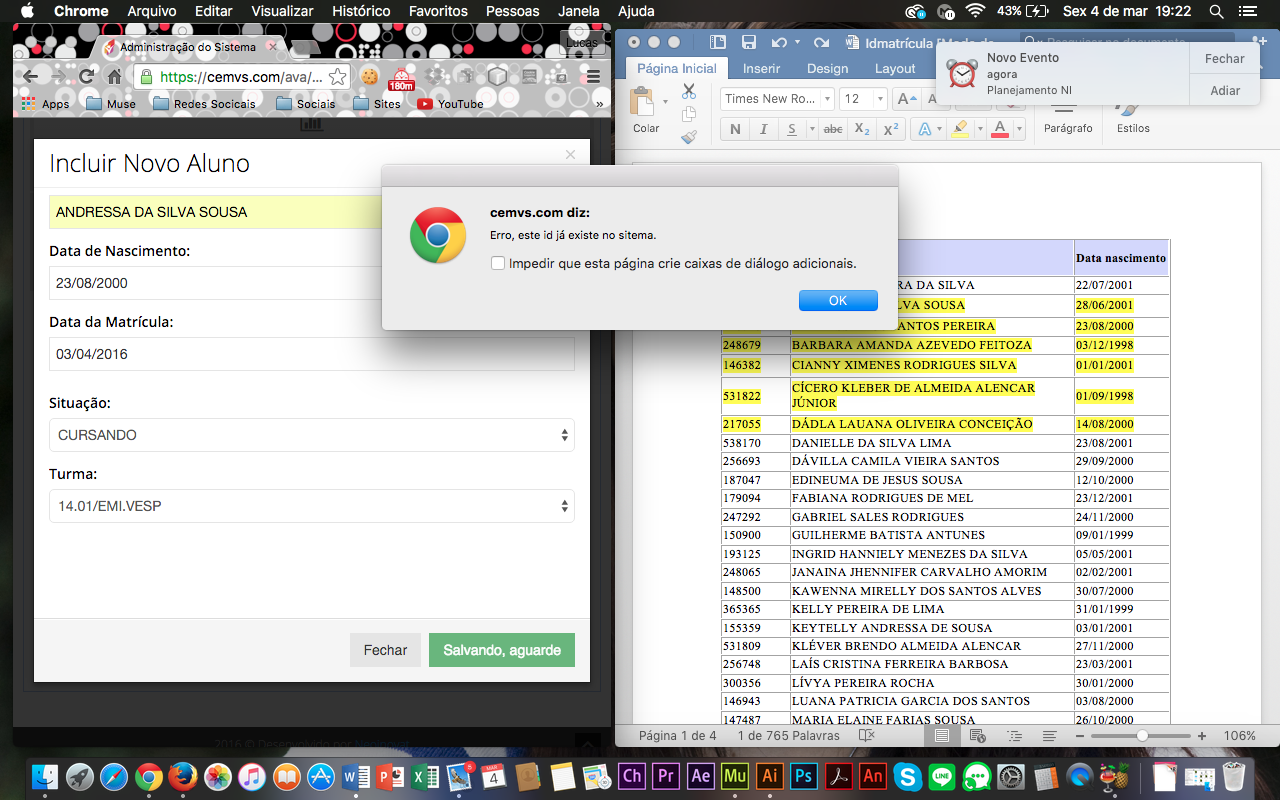 Chrome Arquivo Editar Visualizar Histórico Favoritos Pessoas Janela Ajuda 43% Sex 4 de mar 19:22
Administração do Sistema
Lucas
https://cemvs.com/ava/...
180m
Apps Muse Redes Socicais Sociais Sites YouTube »
Incluir Novo Aluno
ANDRESSA DA SILVA SOUSA
Data de Nascimento:
23/08/2000
Data da Matrícula:
03/04/2016
Situação:
CURSANDO
Turma:
14.01/EMI.VESP
Fechar Salvando, aguarde
cemvs.com diz:
Erro, este id já existe no sitema.
Impedir que esta página crie caixas de diálogo adicionais.
OK
Idmatrícula
Página Inicial Inserir Design Layout
Novo Evento
agora
Planejamento NI
Fechar
Adiar
Colar
Times New Ro... 12
N I S abc X2 X2 A A
Parágrafo Estilos
Data nascimento
RA DA SILVA 22/07/2001
LVA SOUSA 28/06/2001
ANTOS PEREIRA 23/08/2000
248679 BARBARA AMANDA AZEVEDO FEITOZA 03/12/1998
146382 CIANNY XIMENES RODRIGUES SILVA 01/01/2001
531822 CÍCERO KLEBER DE ALMEIDA ALENCAR JÚNIOR 01/09/1998
217055 DÁDLA LAUANA OLIVEIRA CONCEIÇÃO 14/08/2000
538170 DANIELLE DA SILVA LIMA 23/08/2001
256693 DÁVILLA CAMILA VIEIRA SANTOS 29/09/2000
187047 EDINEUMA DE JESUS SOUSA 12/10/2000
179094 FABIANA RODRIGUES DE MEL 23/12/2001
247292 GABRIEL SALES RODRIGUES 24/11/2000
150900 GUILHERME BATISTA ANTUNES 09/01/1999
193125 INGRID HANNIELY MENEZES DA SILVA 05/05/2001
248065 JANAINA JHENNIFER CARVALHO AMORIM 02/02/2001
148500 KAWENNA MIRELLY DOS SANTOS ALVES 30/07/2000
365365 KELLY PEREIRA DE LIMA 31/01/1999
155359 KEYTELLY ANDRESSA DE SOUSA 03/01/2001
531809 KLÉVER BRENDO ALMEIDA ALENCAR 27/11/2000
256748 LAÍS CRISTINA FERREIRA BARBOSA 23/03/2001
300356 LÍVYA PEREIRA ROCHA 30/01/2000
146943 LUANA PATRICIA GARCIA DOS SANTOS 03/08/2000
147487 MARIA ELAINE FARIAS SOUSA 26/10/2000
Página 1 de 4 1 de 765 Palavras 106%
MAR
4
Ch Pr Ae Mu Ai Ps An
LINE